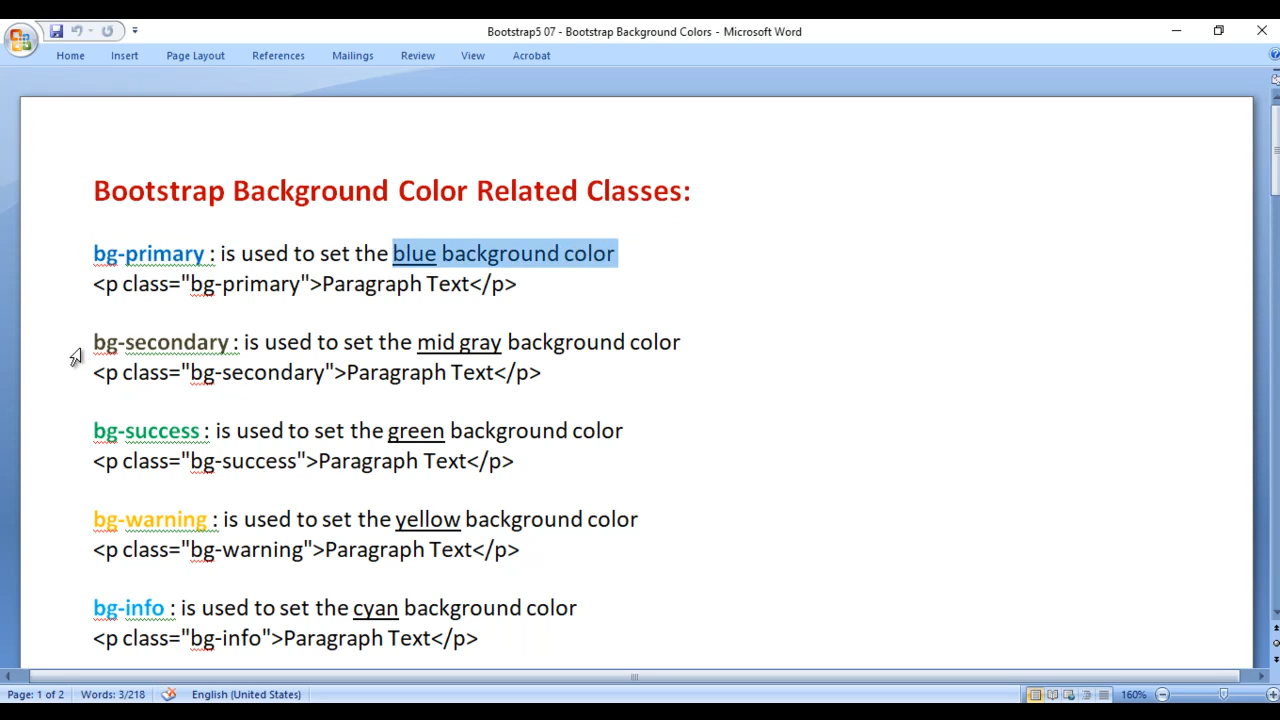 Bootstrap5 07 - Bootstrap Background Colors - Microsoft Word
Home Insert Page Layout References Mailings Review View Acrobat
Bootstrap Background Color Related Classes:
bg-primary : is used to set the blue background color
<p class="bg-primary">Paragraph Text</p>
bg-secondary : is used to set the mid gray background color
<p class="bg-secondary">Paragraph Text</p>
bg-success : is used to set the green background color
<p class="bg-success">Paragraph Text</p>
bg-warning : is used to set the yellow background color
<p class="bg-warning">Paragraph Text</p>
bg-info : is used to set the cyan background color
<p class="bg-info">Paragraph Text</p>
Page: 1 of 2 Words: 3/218 English (United States) 160%